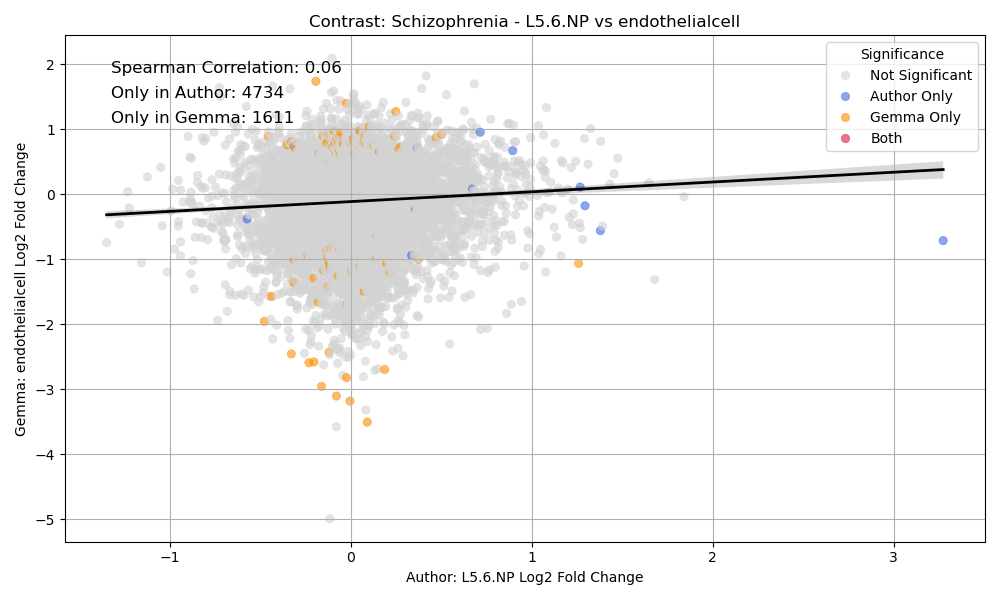 Contrast: Schizophrenia - L5.6.NP vs endothelialcell
Spearman Correlation: 0.06
Only in Author: 4734
Only in Gemma: 1611
Significance
Not Significant
Author Only
Gemma Only
Both
Gemma: endothelialcell Log2 Fold Change
2
1
0
−1
−2
−3
−4
−5
−1
0
1
2
3
Author: L5.6.NP Log2 Fold Change